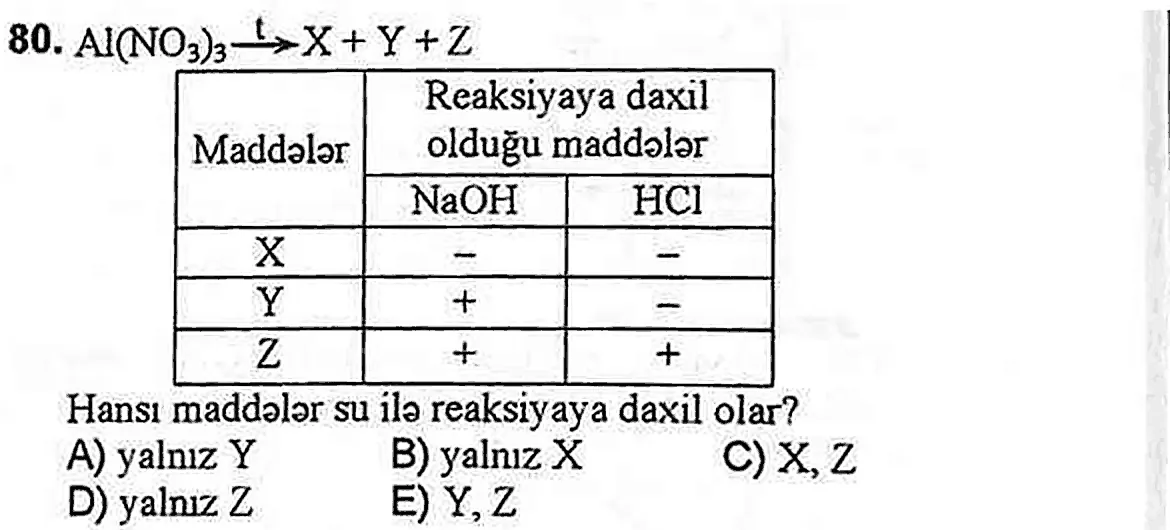 80. Al(NO₃)₃ →t X + Y + Z
Maddələr
Reaksiyaya daxil
olduğu maddələr
NaOH HCl
X – –
Y + –
Z + +
Hansı maddələr su ilə reaksiyaya daxil olar?
A) yalnız Y B) yalnız X C) X, Z
D) yalnız Z E) Y, Z